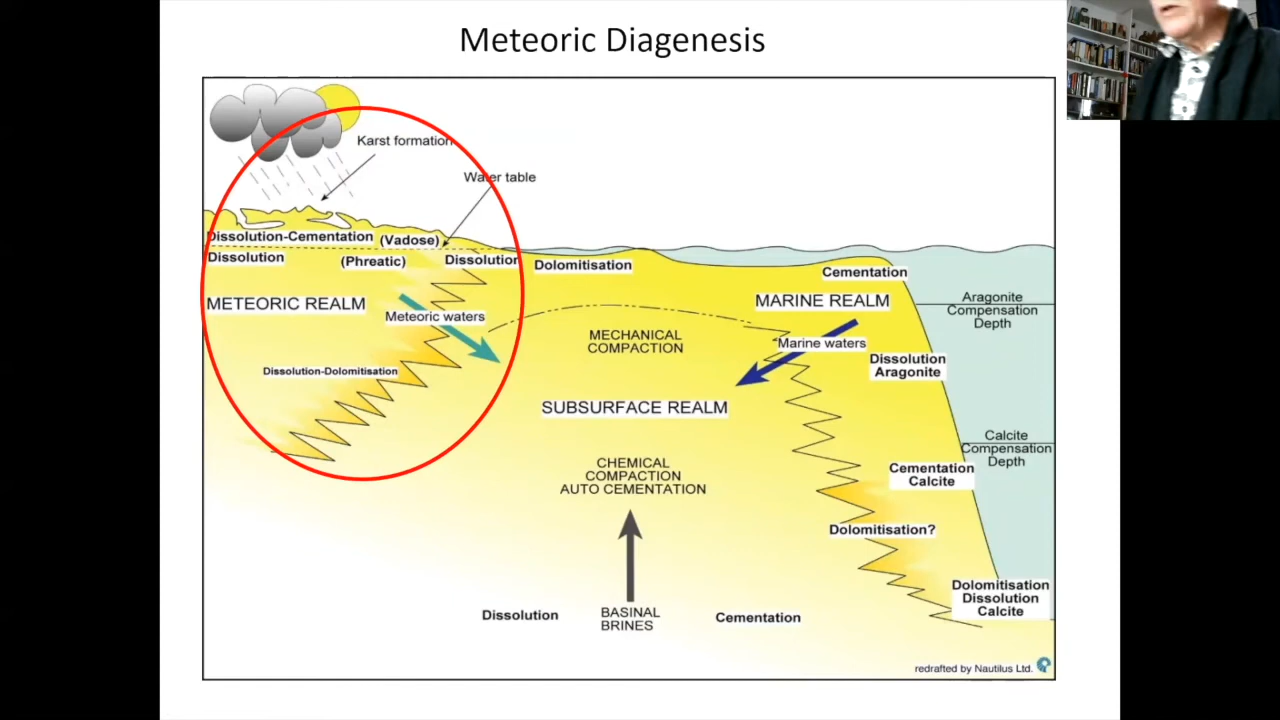 Meteoric Diagenesis
Karst formation
Water table
Dissolution-Cementation
(Vadose)
Dissolution
(Phreatic)
Dissolution
Dolomitisation
Cementation
METEORIC REALM
MARINE REALM
Aragonite
Compensation
Depth
Meteoric waters
MECHANICAL
COMPACTION
Marine waters
Dissolution
Aragonite
Dissolution-Dolomitisation
SUBSURFACE REALM
Calcite
Compensation
Depth
CHEMICAL
COMPACTION
AUTO CEMENTATION
Cementation
Calcite
Dolomitisation?
Dolomitisation
Dissolution
Calcite
Dissolution
BASINAL
BRINES
Cementation
redrafted by Nautilus Ltd.